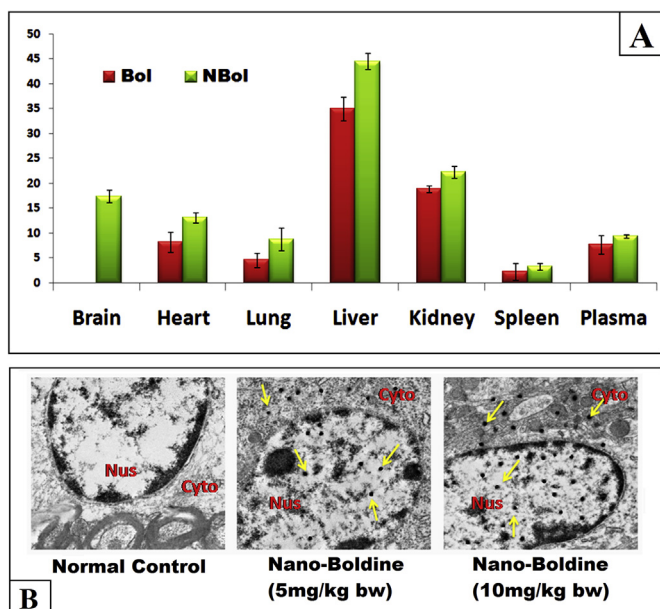 A
50
45
40
35
30
25
20
15
10
5
0
Bol NBol
Brain Heart Lung Liver Kidney Spleen Plasma
Nus
Cyto
Cyto
Nus
Cyto
Nus
Normal Control
Nano-Boldine
(5mg/kg bw)
Nano-Boldine
(10mg/kg bw)
B